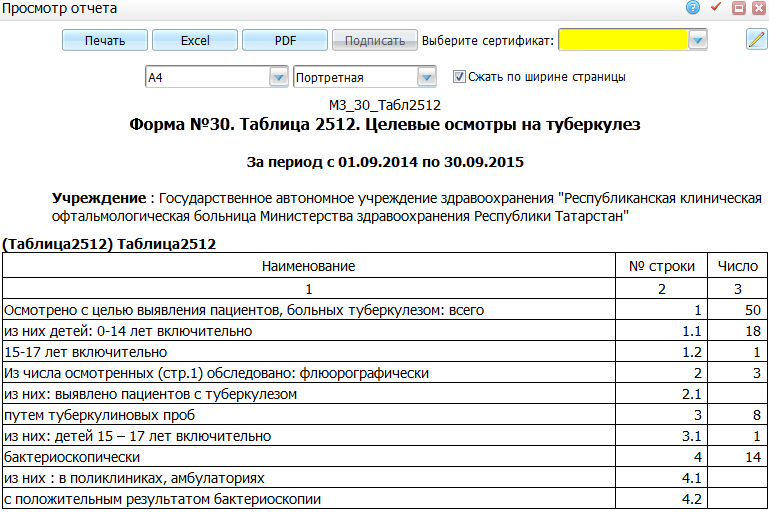 Просмотр отчета
Печать Excel PDF Подписать Выберите сертификат:
A4 Портретная Сжать по ширине страницы
МЗ_30_Табл2512
Форма №30. Таблица 2512. Целевые осмотры на туберкулез
За период с 01.09.2014 по 30.09.2015
Учреждение : Государственное автономное учреждение здравоохранения "Республиканская клиническая
офтальмологическая больница Министерства здравоохранения Республики Татарстан"
(Таблица2512) Таблица2512
Наименование № строки Число
1 2 3
Осмотрено с целью выявления пациентов, больных туберкулезом: всего 1 50
из них детей: 0-14 лет включительно 1.1 18
15-17 лет включительно 1.2 1
Из числа осмотренных (стр.1) обследовано: флюорографически 2 3
из них: выявлено пациентов с туберкулезом 2.1
путем туберкулиновых проб 3 8
из них: детей 15 – 17 лет включительно 3.1 1
бактериоскопически 4 14
из них : в поликлиниках, амбулаториях 4.1
с положительным результатом бактериоскопии 4.2